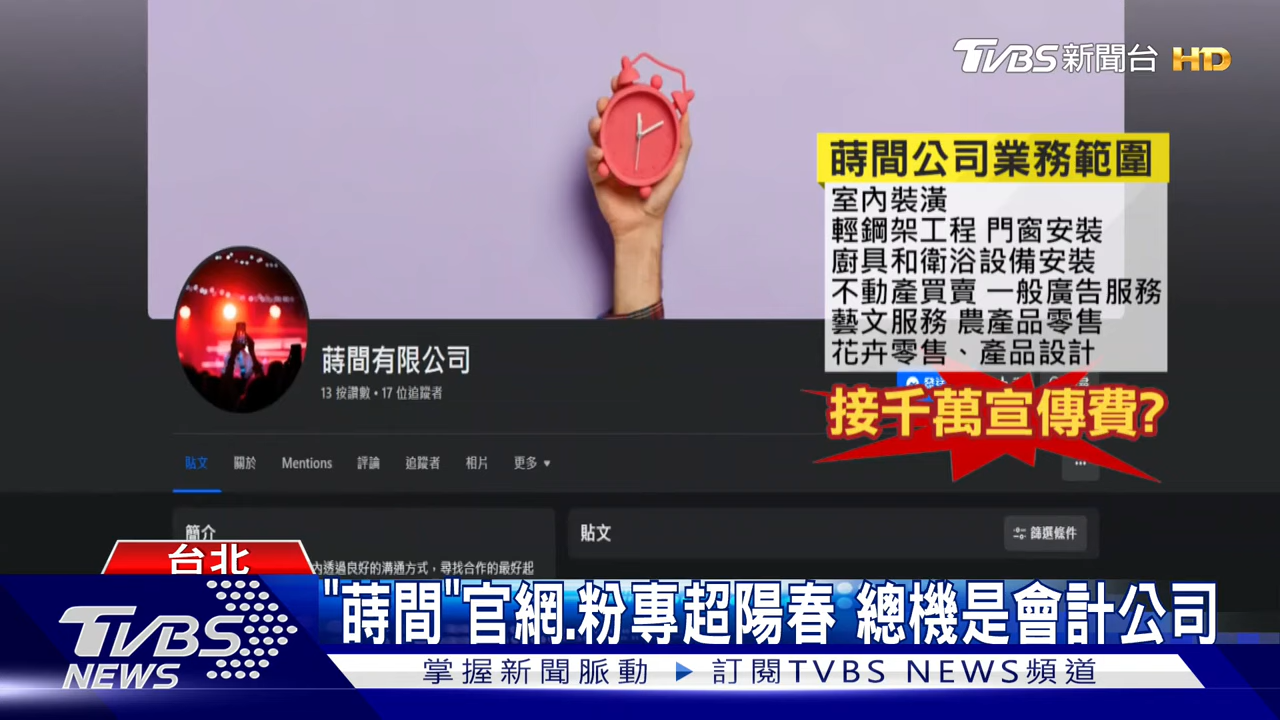 TVBS新聞台 HD
蒔間公司業務範圍
室內裝潢
輕鋼架工程 門窗安裝
廚具和衛浴設備安裝
不動產買賣 一般廣告服務
藝文服務 農產品零售
花卉零售、產品設計
接千萬宣傳費?
蒔間有限公司
13 按讚數 • 17 位追蹤者
貼文 關於 Mentions 評論 追蹤者 相片 更多
...
簡介
貼文
篩選條件
透過良好的溝通方式，尋找合作的最好起
台北
"蒔間"官網.粉專超陽春 總機是會計公司
TVBS NEWS
掌握新聞脈動 ▶ 訂閱TVBS NEWS頻道